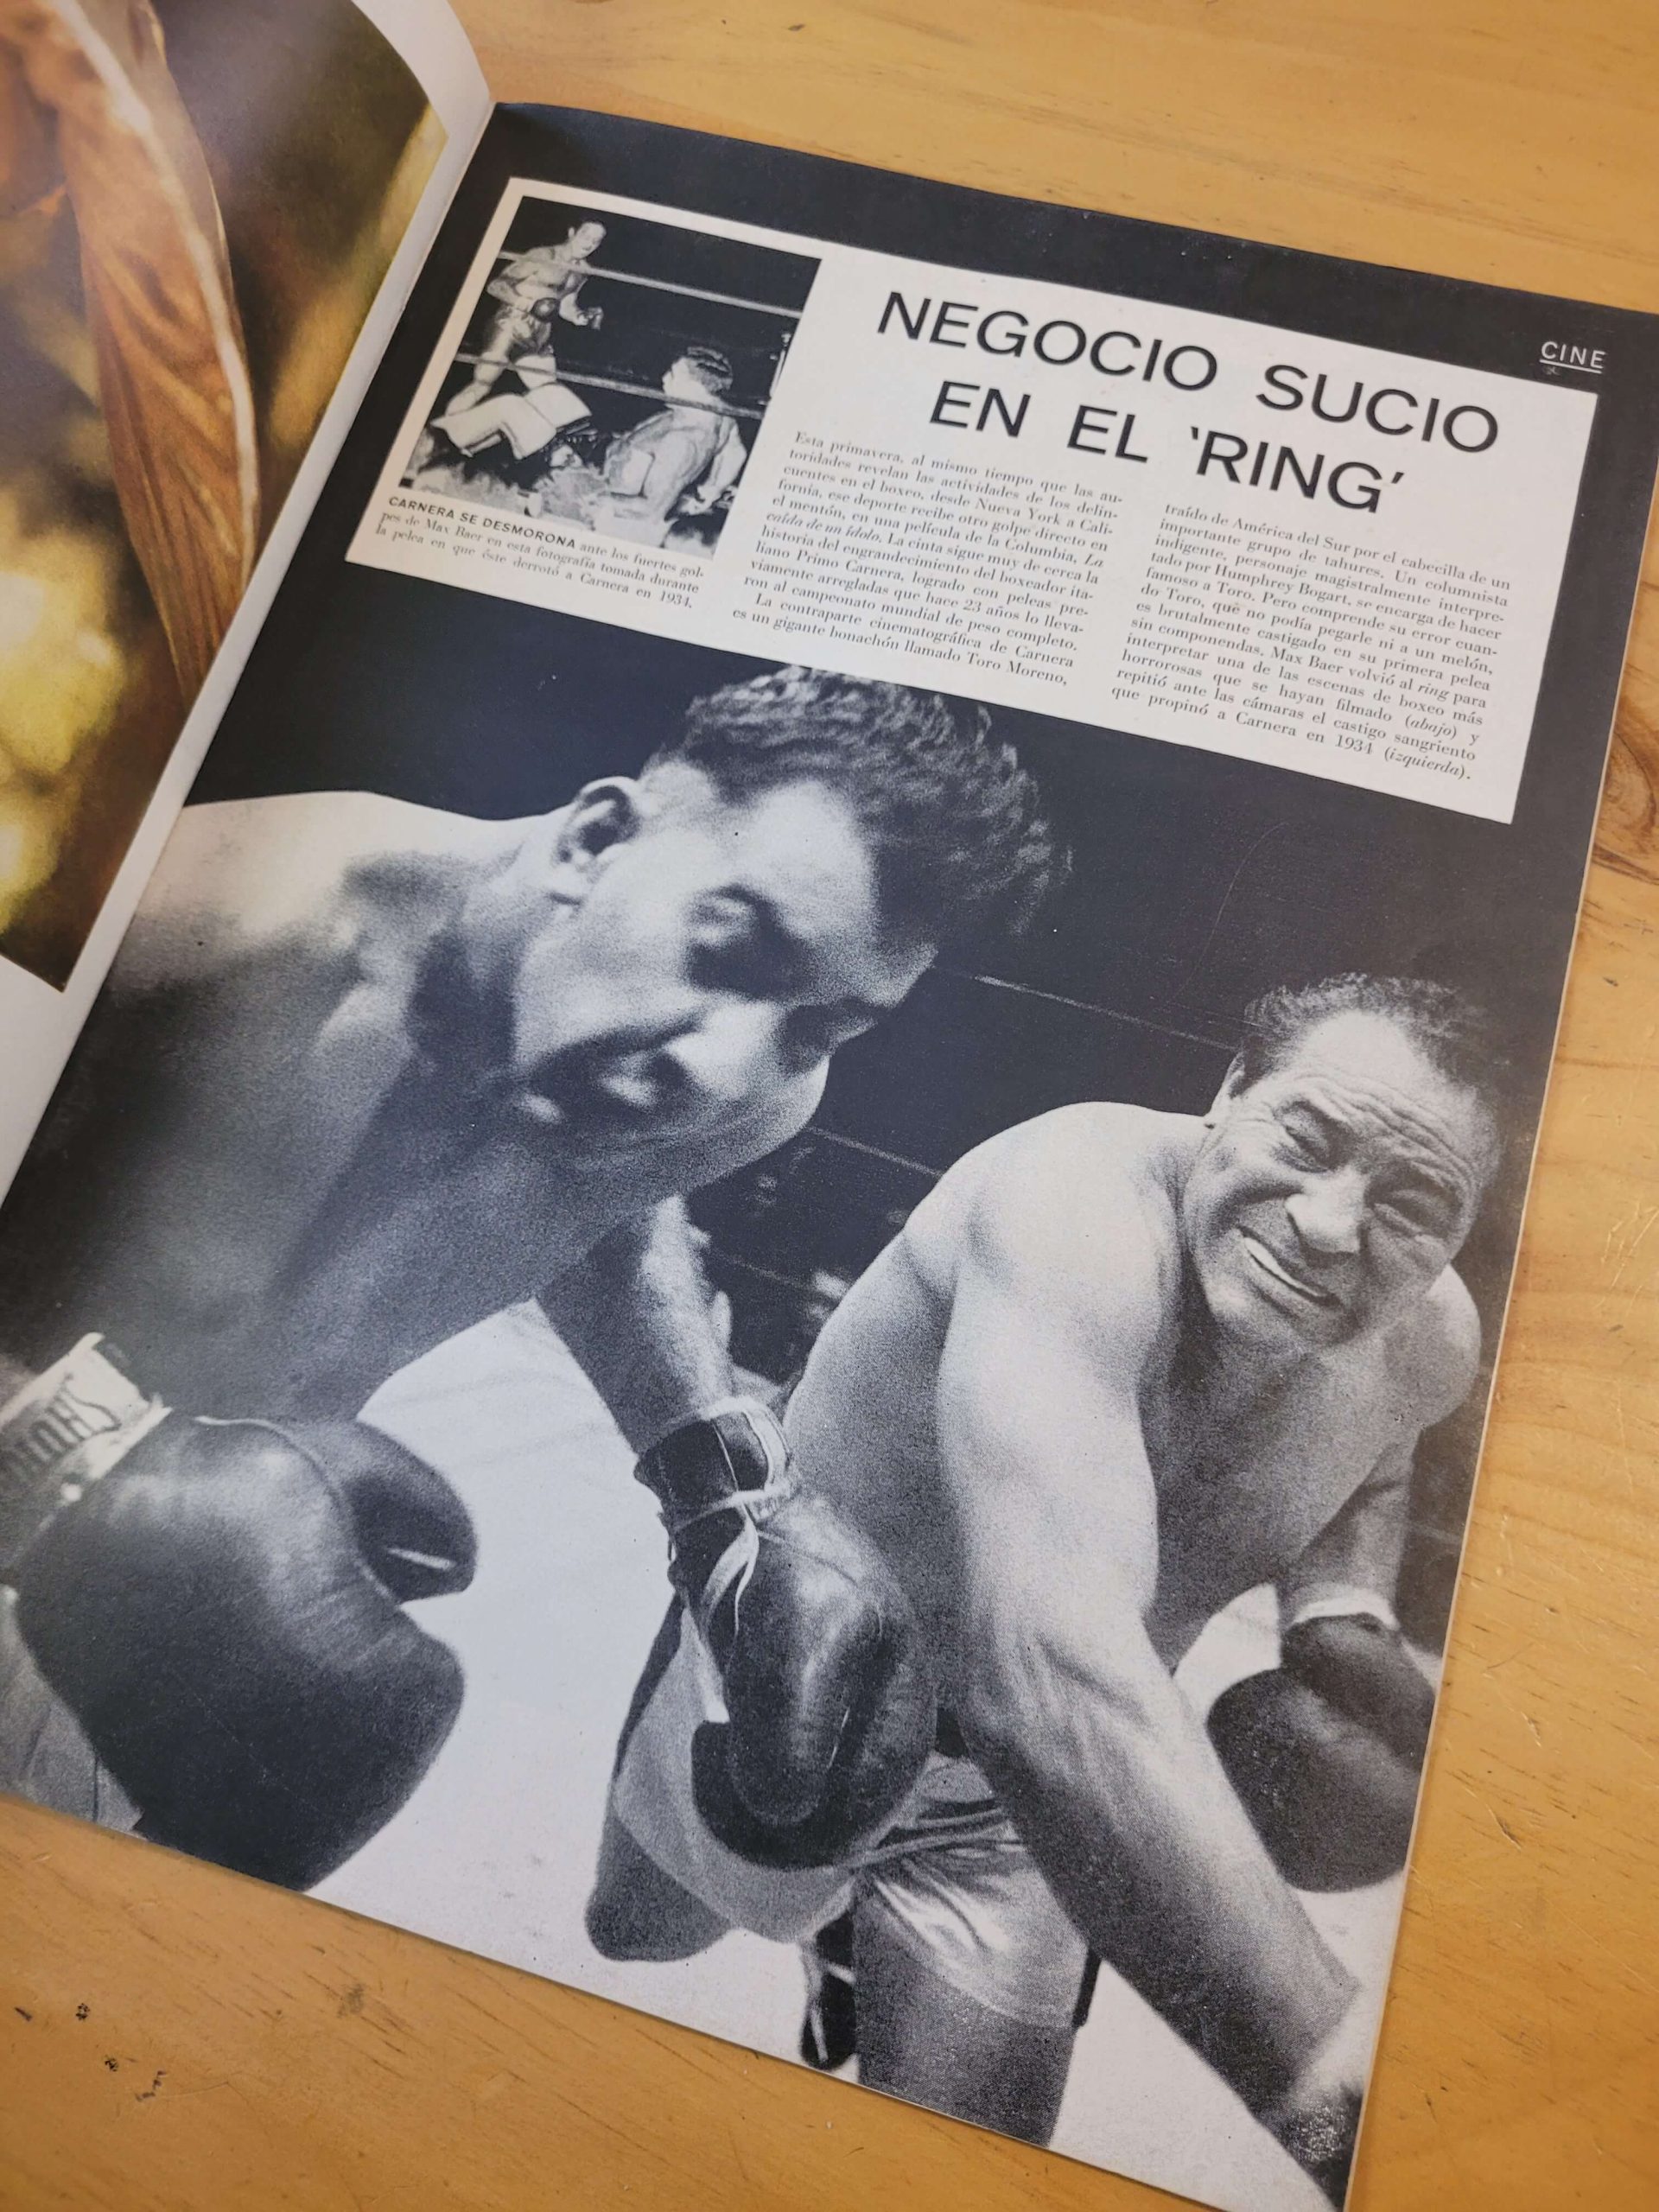 CINE
NEGOCIO SUCIO
EN EL 'RING'
CARNERA SE DESMORONA ante los fuertes gol-
pes de Max Baer en esta fotografía tomada durante
la pelea en que éste derrotó a Carnera en 1934.
Esta primavera, al mismo tiempo que las au-
toridades revelan las actividades de los delin-
cuentes en el boxeo, desde Nueva York a Cali-
fornia, ese deporte recibe otro golpe directo en
el mentón, en una película de la Columbia, La
caída de un ídolo. La cinta sigue muy de cerca la
historia del engrandecimiento del boxeador ita-
liano Primo Carnera, logrado con peleas pre-
viamente arregladas que hace 23 años lo lleva-
ron al campeonato mundial de peso completo.
La contraparte cinematográfica de Carnera
es un gigante bonachón llamado Toro Moreno,
traído de América del Sur por el cabecilla de un
importante grupo de tahures. Un columnista
indigente, personaje magistralmente interpre-
tado por Humphrey Bogart, se encarga de hacer
famoso a Toro. Pero comprende su error cuan-
do Toro, que no podía pegarle ni a un melón,
es brutalmente castigado en su primera pelea
sin componendas. Max Baer volvió al ring para
interpretar una de las escenas de boxeo más
horrorosas que se hayan filmado (abajo) y
repitió ante las cámaras el castigo sangriento
que propinó a Carnera en 1934 (izquierda).